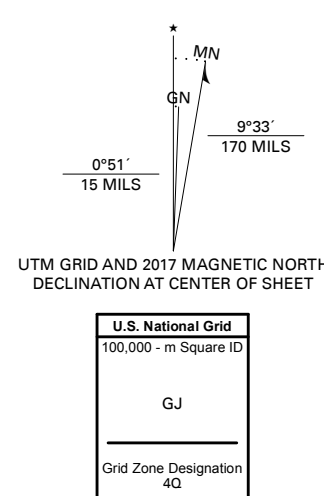 ★
MN
GN
9°33´
170 MILS
0°51´
15 MILS
UTM GRID AND 2017 MAGNETIC NORTH
DECLINATION AT CENTER OF SHEET
U.S. National Grid
100,000 - m Square ID
GJ
Grid Zone Designation
4Q